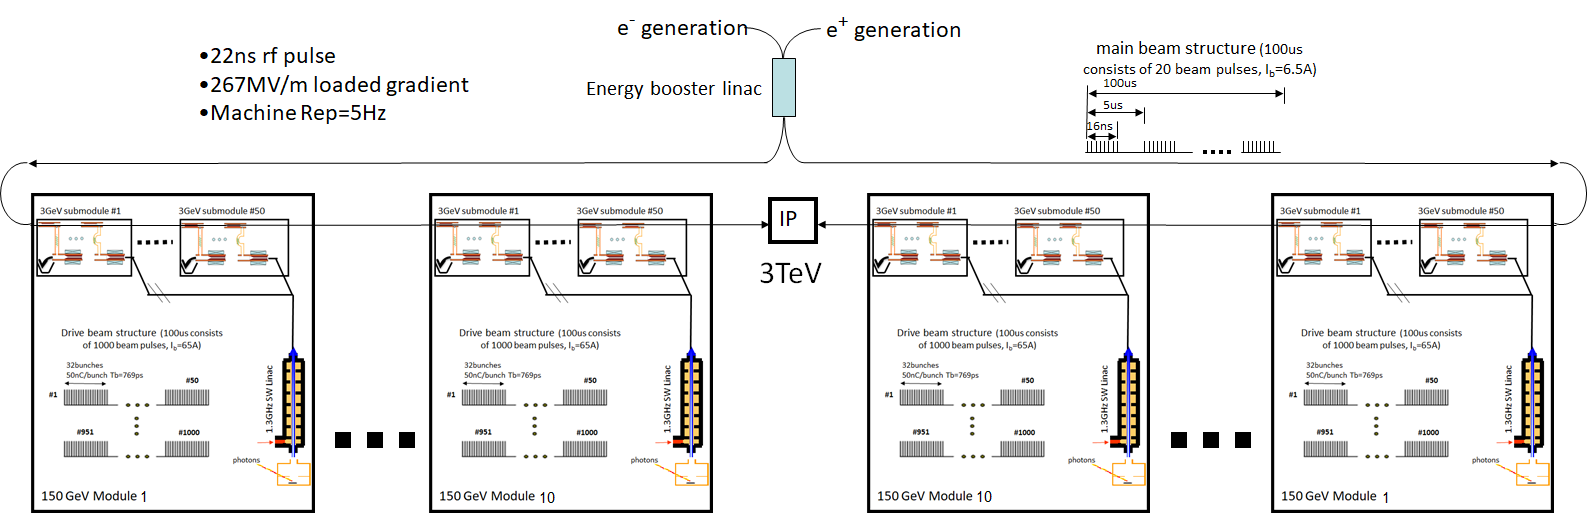 e- generation
e+ generation
•22ns rf pulse
•267MV/m loaded gradient
•Machine Rep=5Hz
Energy booster linac
main beam structure (100us
consists of 20 beam pulses, Ib=6.5A)
100us
5us
16ns
3GeV submodule #1
3GeV submodule #50
Drive beam structure (100us consists
of 1000 beam pulses, Ib=65A)
32bunches
50nC/bunch Tb=769ps
#1
#50
#951
#1000
1.3GHz SW Linac
photons
150 GeV Module 1
3GeV submodule #1
3GeV submodule #50
Drive beam structure (100us consists
of 1000 beam pulses, Ib=65A)
32bunches
50nC/bunch Tb=769ps
#1
#50
#951
#1000
1.3GHz SW Linac
photons
150 GeV Module 10
IP
3TeV
3GeV submodule #1
3GeV submodule #50
Drive beam structure (100us consists
of 1000 beam pulses, Ib=65A)
32bunches
50nC/bunch Tb=769ps
#1
#50
#951
#1000
1.3GHz SW Linac
photons
150 GeV Module 10
3GeV submodule #1
3GeV submodule #50
Drive beam structure (100us consists
of 1000 beam pulses, Ib=65A)
32bunches
50nC/bunch Tb=769ps
#1
#50
#951
#1000
1.3GHz SW Linac
photons
150 GeV Module 1